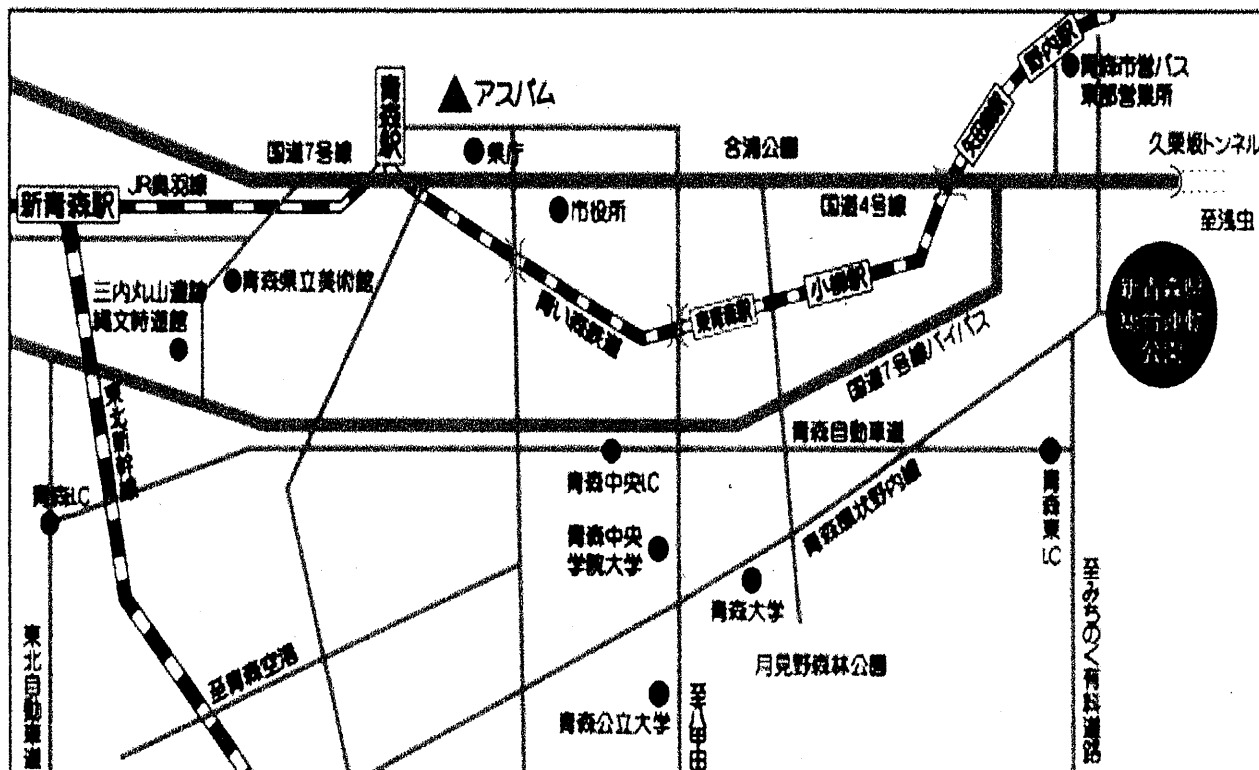 野内駅
青森市営バス
東部営業所
青森駅
アスパム
矢田前駅
国道7号線
県庁
合浦公園
久栗坂トンネル
JR奥羽線
新青森駅
市役所
国道4号線
至浅虫
三内丸山遺跡
縄文時遊館
青森県立美術館
小柳駅
東青森駅
青い森鉄道
国道7号線バイパス
東北新幹線
青森自動車道
青森I.C
青森中央I.C
青森環状野内線
青森東I.C
青森中央
学院大学
青森大学
東北自動車道
至青森空港
月見野森林公園
至みちのく有料道路
青森公立大学
至八甲田
公園